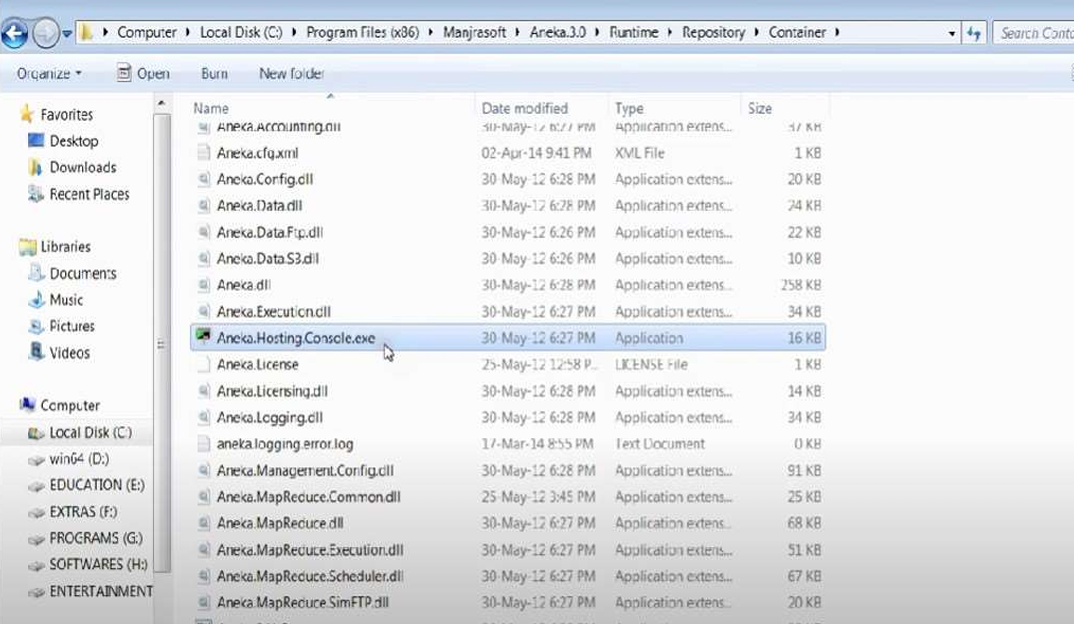 Computer Local Disk (C:) Program Files (x86) Manjrasoft Aneka.3.0 Runtime Repository Container Search Conta
Organize Open Burn New folder
Favorites
Desktop
Downloads
Recent Places
Libraries
Documents
Music
Pictures
Videos
Computer
Local Disk (C:)
win64 (D:)
EDUCATION (E:)
EXTRAS (F:)
PROGRAMS (G:)
SOFTWARES (H:)
ENTERTAINMENT
Name Date modified Type Size
Aneka.Accounting.dll 30-May-12 6:27 PM Application extens... 37 KB
Aneka.cfg.xml 02-Apr-14 9:41 PM XML File 1 KB
Aneka.Config.dll 30-May-12 6:28 PM Application extens... 20 KB
Aneka.Data.dll 30-May-12 6:28 PM Application extens... 24 KB
Aneka.Data.Ftp.dll 30-May-12 6:26 PM Application extens... 22 KB
Aneka.Data.S3.dll 30-May-12 6:26 PM Application extens... 10 KB
Aneka.dll 30-May-12 6:28 PM Application extens... 258 KB
Aneka.Execution.dll 30-May-12 6:27 PM Application extens... 34 KB
Aneka.Hosting.Console.exe 30-May-12 6:27 PM Application 16 KB
Aneka.License 25-May-12 12:58 P... LICENSE File 1 KB
Aneka.Licensing.dll 30-May-12 6:28 PM Application extens... 14 KB
Aneka.Logging.dll 30-May-12 6:28 PM Application extens... 34 KB
aneka.logging.error.log 17-Mar-14 8:55 PM Text Document 0 KB
Aneka.Management.Config.dll 30-May-12 6:28 PM Application extens... 91 KB
Aneka.MapReduce.Common.dll 25-May-12 3:45 PM Application extens... 25 KB
Aneka.MapReduce.dll 30-May-12 6:27 PM Application extens... 68 KB
Aneka.MapReduce.Execution.dll 30-May-12 6:27 PM Application extens... 51 KB
Aneka.MapReduce.Scheduler.dll 30-May-12 6:27 PM Application extens... 67 KB
Aneka.MapReduce.SimFTP.dll 30-May-12 6:27 PM Application extens... 20 KB